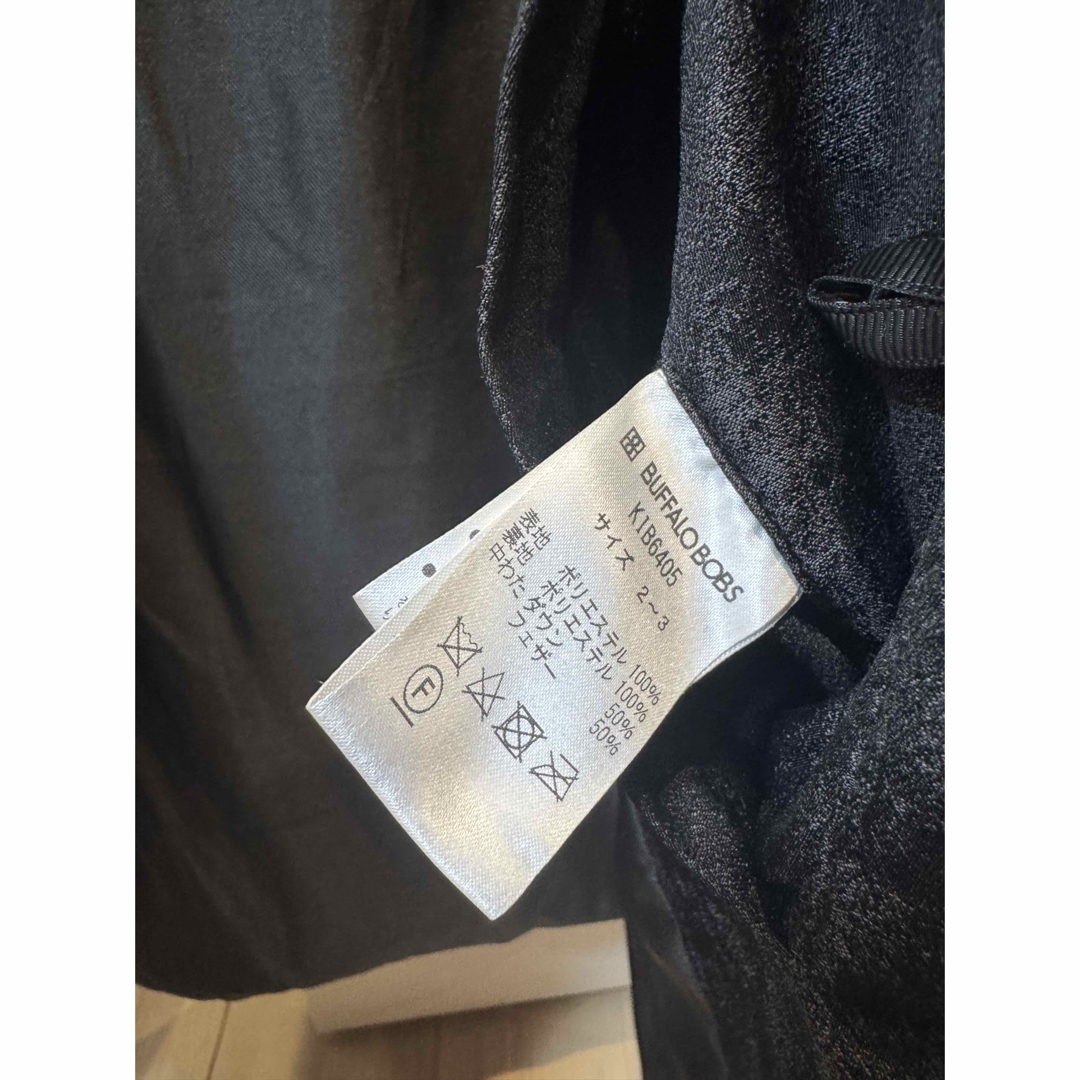 BB BUFFALO BOBS
K1B6405
サイズ 2～3
表地 ポリエステル 100%
裏地 ポリエステル 100%
中わた ダウン 50%
フェザー 50%
F